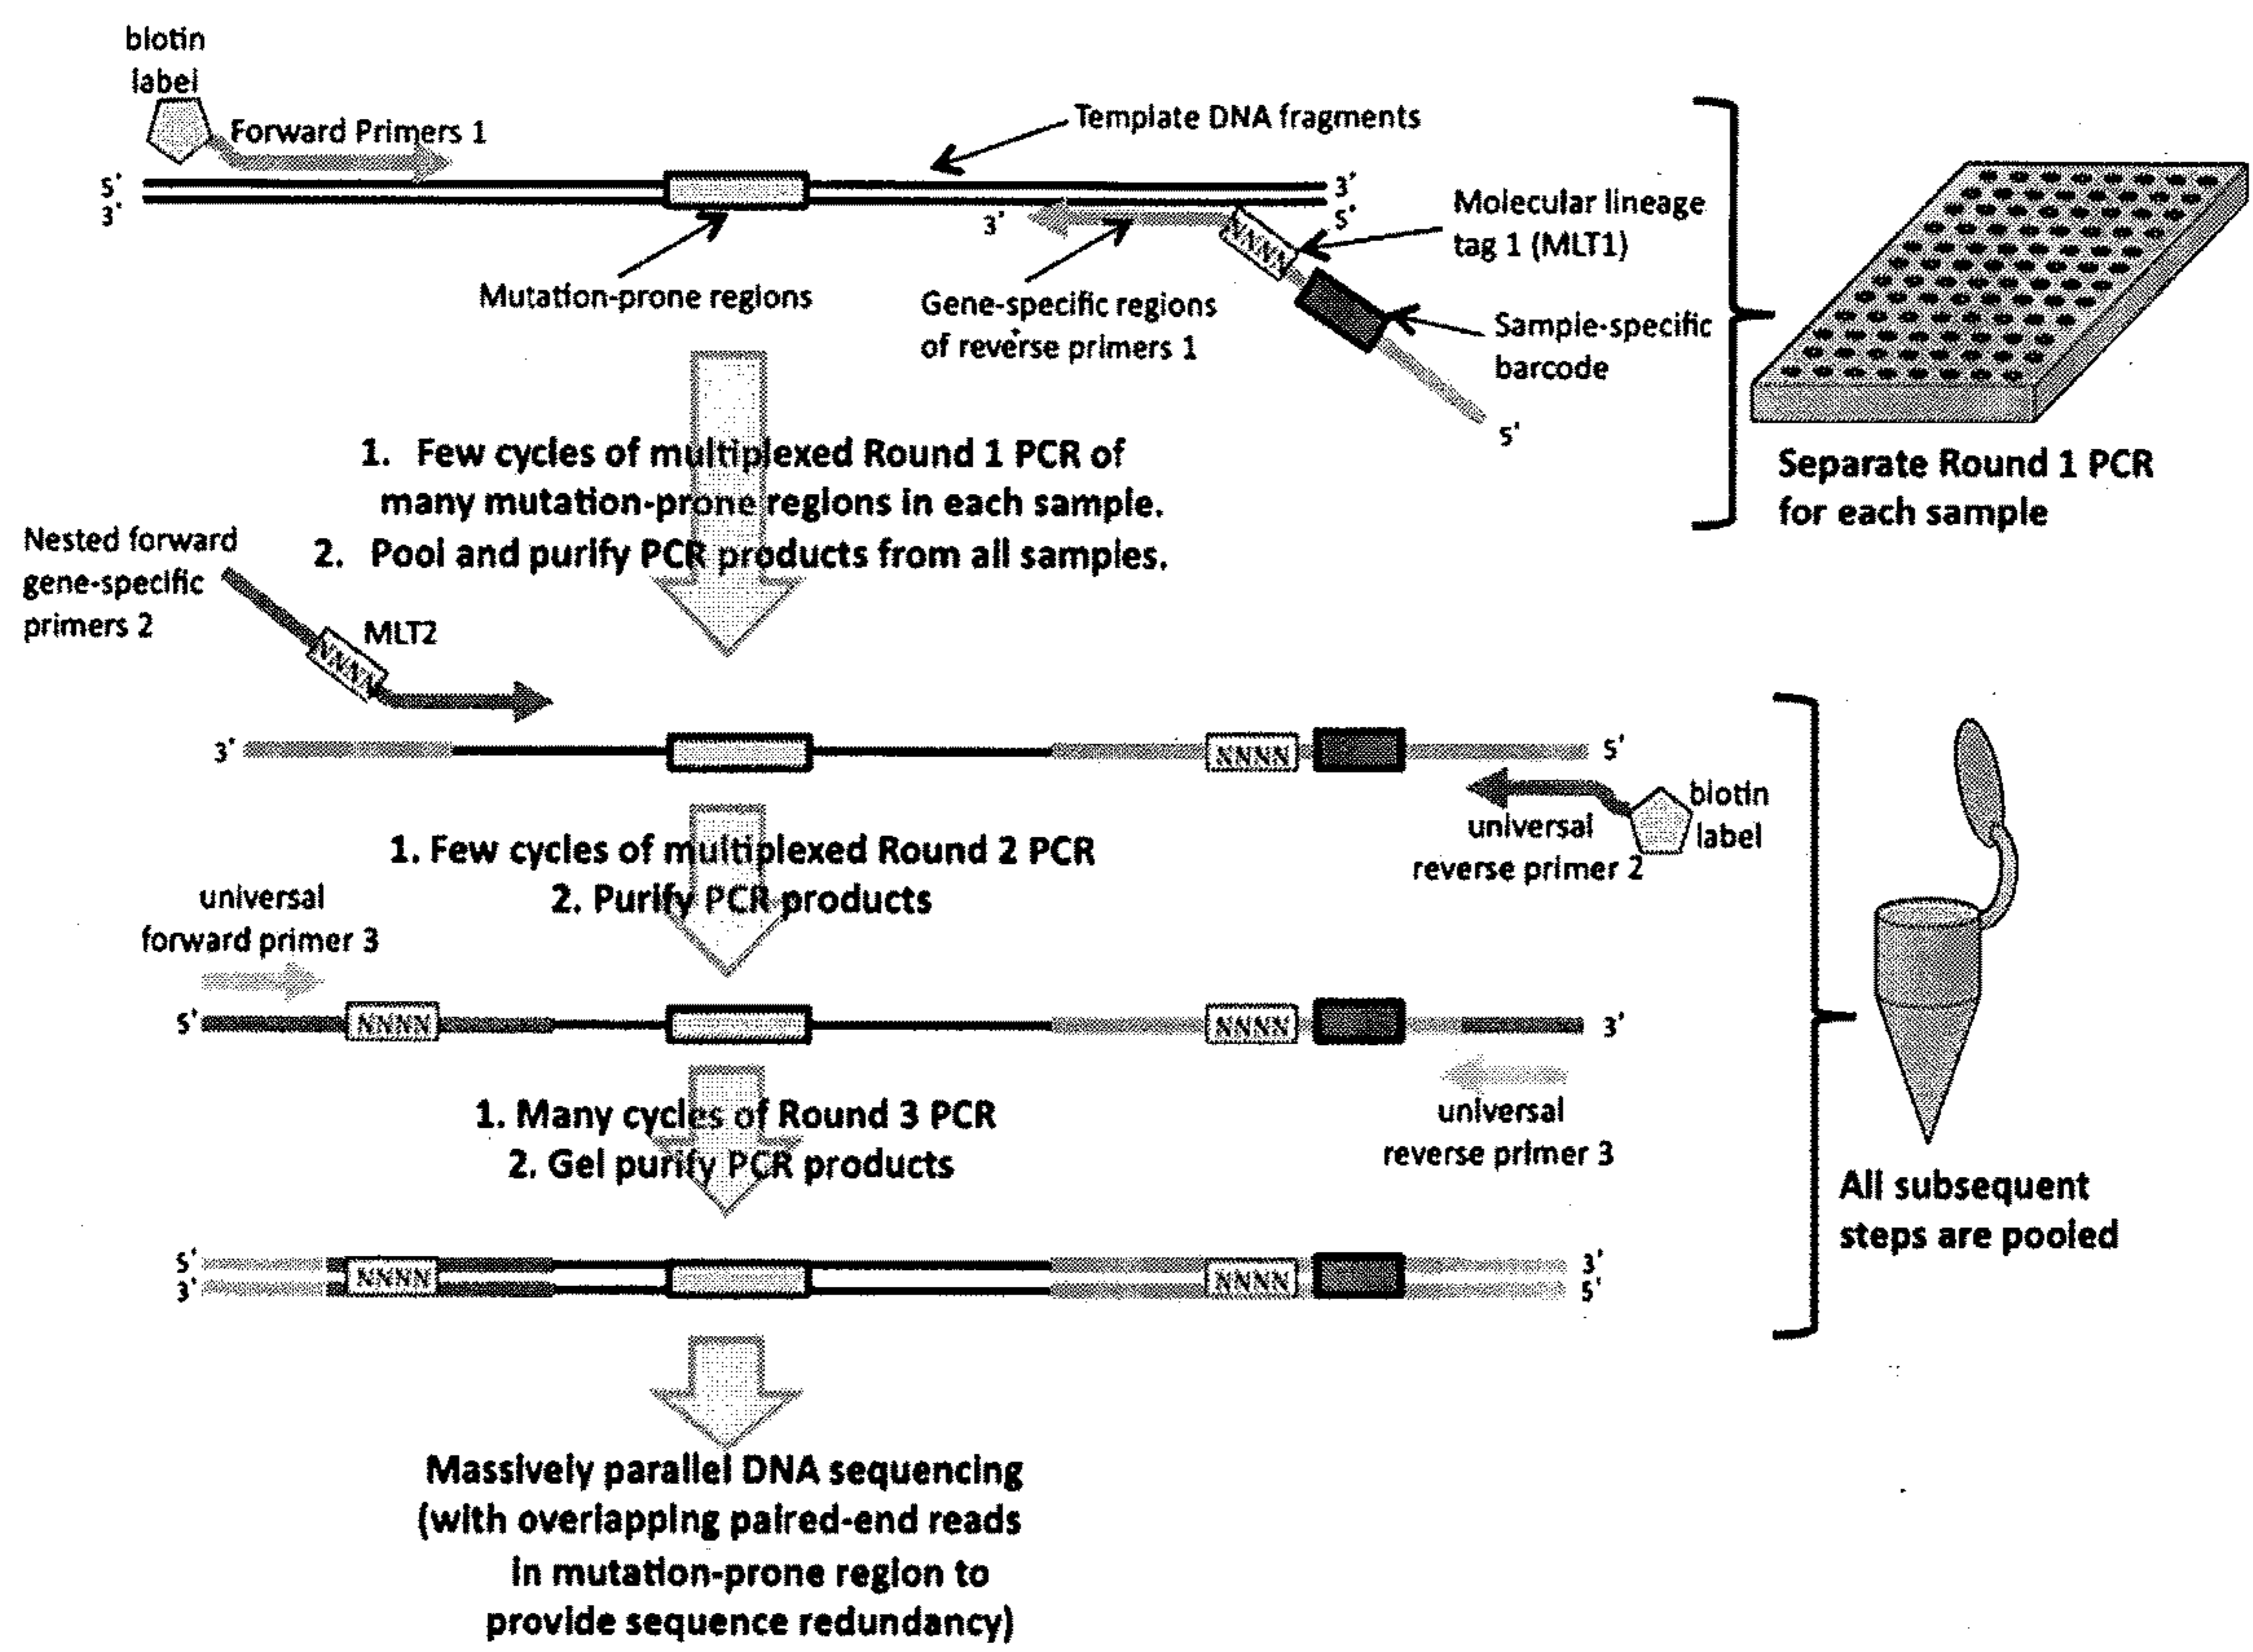 biotin
label
Forward Primers 1
Template DNA fragments
5'
3'
3'
5'
3'
Molecular lineage
tag 1 (MLT1)
NNNN
Mutation-prone regions
Gene-specific regions
of reverse primers 1
Sample-specific
barcode
5'
1. Few cycles of multiplexed Round 1 PCR of
many mutation-prone regions in each sample.
2. Pool and purify PCR products from all samples.
Separate Round 1 PCR
for each sample
Nested forward
gene-specific
primers 2
MLT2
NNNN
3'
NNNN
5'
biotin
label
universal
reverse primer 2
1. Few cycles of multiplexed Round 2 PCR
2. Purify PCR products
universal
forward primer 3
5'
NNNN
NNNN
3'
universal
reverse primer 3
1. Many cycles of Round 3 PCR
2. Gel purify PCR products
All subsequent
steps are pooled
5'
3'
NNNN
NNNN
3'
5'
Massively parallel DNA sequencing
(with overlapping paired-end reads
in mutation-prone region to
provide sequence redundancy)